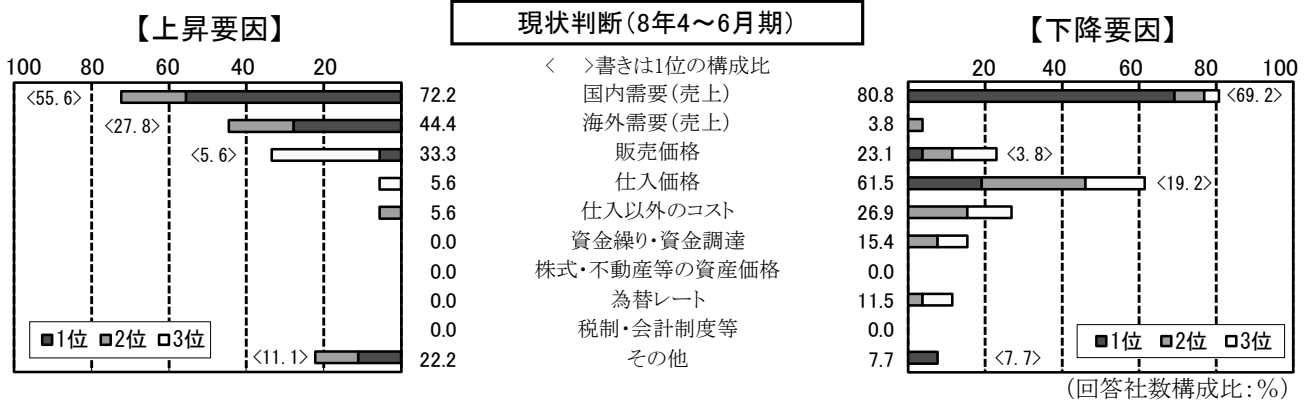 【上昇要因】 現状判断(8年4～6月期) 【下降要因】
< >書きは1位の構成比
100 80 60 40 20
20 40 60 80 100
<55.6> 72.2 国内需要(売上) 80.8 <69.2>
<27.8> 44.4 海外需要(売上) 3.8
<5.6> 33.3 販売価格 23.1 <3.8>
5.6 仕入価格 61.5 <19.2>
5.6 仕入以外のコスト 26.9
0.0 資金繰り・資金調達 15.4
0.0 株式・不動産等の資産価格 0.0
0.0 為替レート 11.5
0.0 税制・会計制度等 0.0
<11.1> 22.2 その他 7.7 <7.7>
1位 2位 3位
1位 2位 3位
(回答社数構成比:%)